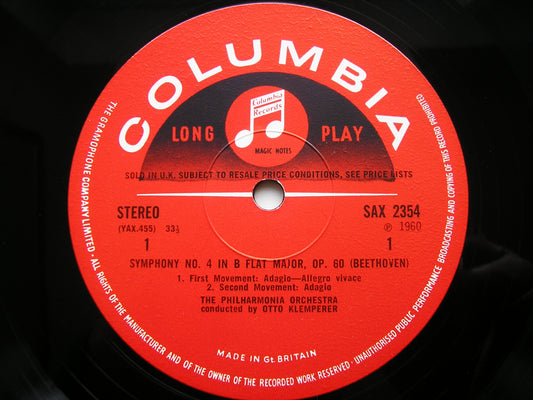 COLUMBIA
Columbia
Records
LONG PLAY
MAGIC NOTES
SOLD IN U.K. SUBJECT TO RESALE PRICE CONDITIONS, SEE PRICE LISTS
STEREO SAX 2354
(YAX.455) 33⅓ Ⓟ 1960
1 1
SYMPHONY NO. 4 IN B FLAT MAJOR, OP. 60 (BEETHOVEN)
1. First Movement: Adagio—Allegro vivace
2. Second Movement: Adagio
THE PHILHARMONIA ORCHESTRA
conducted by OTTO KLEMPERER
MADE IN Gt. BRITAIN
THE GRAMOPHONE COMPANY LIMITED · ALL RIGHTS OF THE MANUFACTURER AND OF THE OWNER OF THE RECORDED WORK RESERVED · UNAUTHORISED PUBLIC PERFORMANCE BROADCASTING AND COPYING OF THIS RECORD PROHIBITED